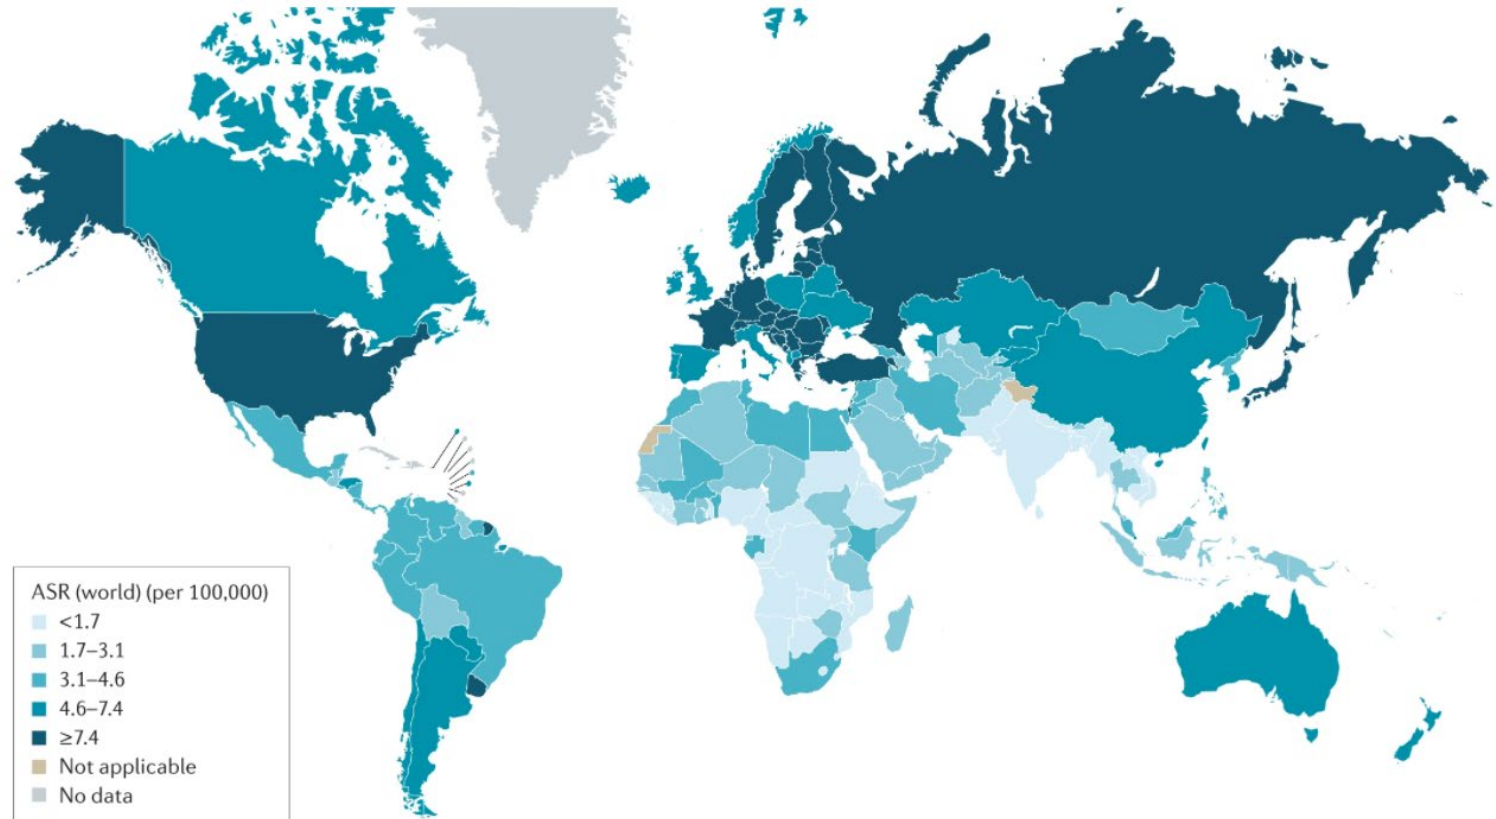 ASR (world) (per 100,000)
<1.7
1.7–3.1
3.1–4.6
4.6–7.4
≥7.4
Not applicable
No data